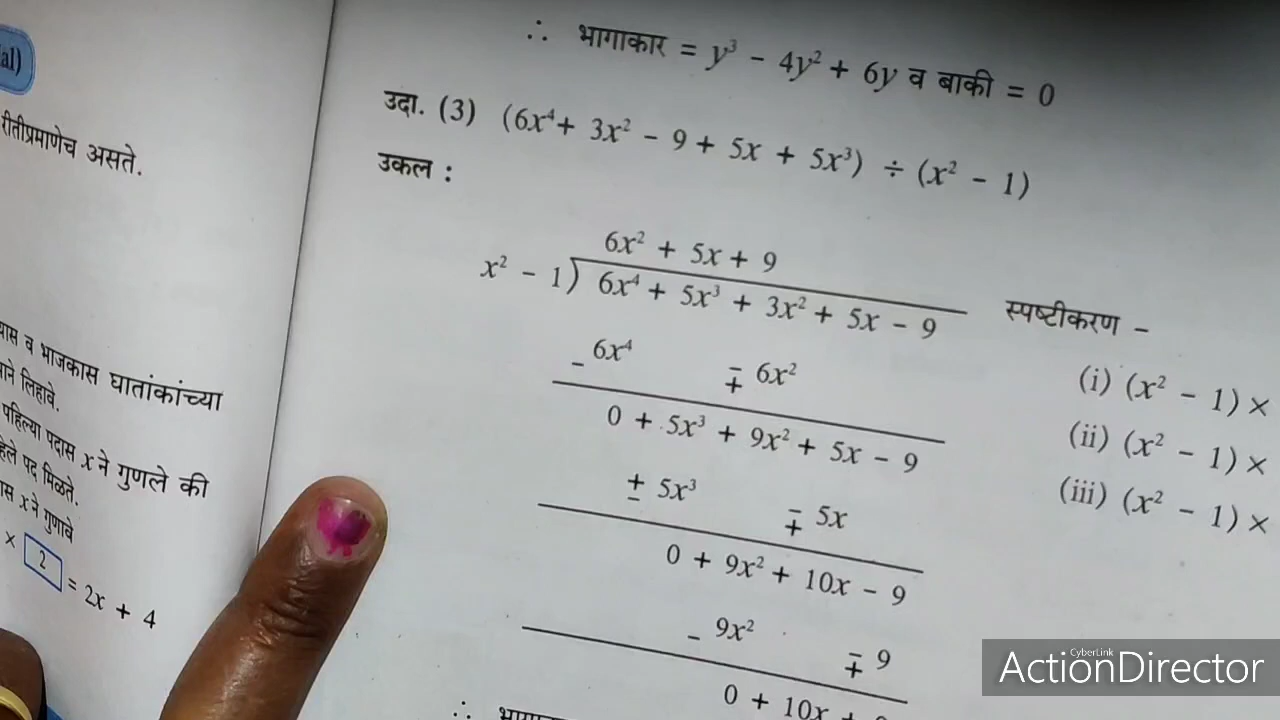 al)
रीतीप्रमाणेच असते.
व भाजकास घातांकांच्या
लिहावे.
पहिल्या पदास x ने गुणले की
पद मिळते.
x ने गुणावे
× 2 = 2x + 4
∴ भागाकार = y³ - 4y² + 6y व बाकी = 0
उदा. (3) (6x⁴ + 3x² - 9 + 5x + 5x³) ÷ (x² - 1)
उकल :
6x² + 5x + 9
x² - 1) 6x⁴ + 5x³ + 3x² + 5x - 9
- 6x⁴ ∓ 6x²
0 + 5x³ + 9x² + 5x - 9
± 5x³ ∓ 5x
0 + 9x² + 10x - 9
- 9x² ∓ 9
0 + 10x +
∴
स्पष्टीकरण -
(i) (x² - 1) ×
(ii) (x² - 1) ×
(iii) (x² - 1) ×
CyberLink
ActionDirector